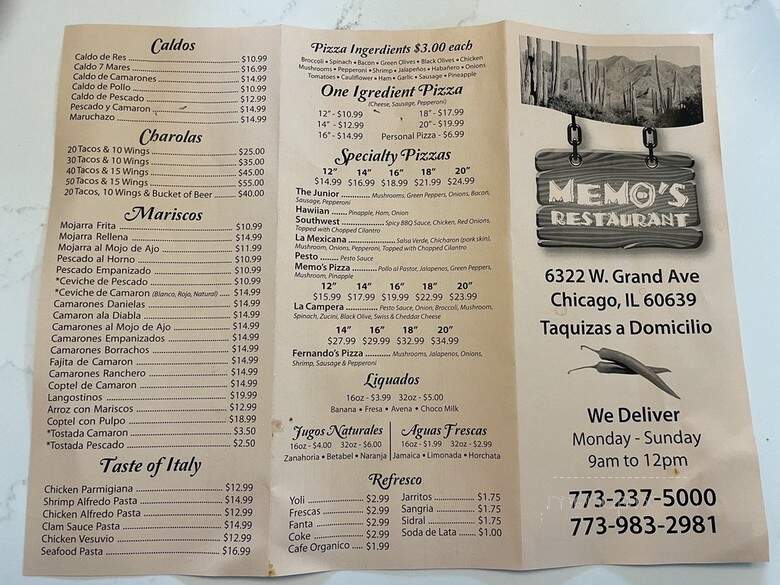 Caldos
Caldo de Res $10.99
Caldo 7 Mares $16.99
Caldo de Camarones $14.99
Caldo de Pollo $10.99
Caldo de Pescado $12.99
Pescado y Camaron $14.99
Maruchazo $14.99
Charolas
20 Tacos & 10 Wings $25.00
30 Tacos & 10 Wings $35.00
40 Tacos & 15 Wings $45.00
50 Tacos & 15 Wings $55.00
20 Tacos, 10 Wings & Bucket of Beer $40.00
Mariscos
Mojarra Frita $10.99
Mojarra Rellena $14.99
Mojarra al Mojo de Ajo $11.99
Pescado al Horno $10.99
Pescado Empanizado $10.99
*Ceviche de Pescado $10.99
*Ceviche de Camaron (Blanco, Rojo, Natural) $14.99
Camarones Danielas $14.99
Camaron ala Diabla $14.99
Camarones al Mojo de Ajo $14.99
Camarones Empanizados $14.99
Camarones Borrachos $14.99
Fajita de Camaron $14.99
Camarones Ranchero $14.99
Coptel de Camaron $14.99
Langostinos $19.99
Arroz con Mariscos $12.99
Coptel con Pulpo $18.99
*Tostada Camaron $3.50
*Tostada Pescado $2.50
Taste of Italy
Chicken Parmigiana $12.99
Shrimp Alfredo Pasta $14.99
Chicken Alfredo Pasta $12.99
Clam Sauce Pasta $14.99
Chicken Vesuvio $12.99
Seafood Pasta $16.99
Pizza Ingerdients $3.00 each
Broccoli • Spinach • Bacon • Green Olives • Black Olives • Chicken
Mushrooms • Pepperoni • Shrimp • Jalapeños • Habañero • Onions
Tomatoes • Cauliflower • Ham • Garlic • Sausage • Pineapple
One Igredient Pizza
(Cheese, Sausage, Pepperoni)
12" - $10.99 18" - $17.99
14" - $12.99 20" - $19.99
16" - $14.99 Personal Pizza - $6.99
Specialty Pizzas
12" 14" 16" 18" 20"
$14.99 $16.99 $18.99 $21.99 $24.99
The Junior Mushrooms, Green Peppers, Onions, Bacon,
Sausage, Pepperoni
Hawiian Pineapple, Ham, Onion
Southwest Spicy BBQ Sauce, Chicken, Red Onions,
Topped with Chopped Cilantro
La Mexicana Salsa Verde, Chicharon (pork skin),
Mushroom, Onions, Pepperoni, Topped with Chopped Cilantro
Pesto Pesto Sauce
Memo's Pizza Pollo al Pastor, Jalapenos, Green Peppers,
Mushroom, Pineapple
12" 14" 16" 18" 20"
$15.99 $17.99 $19.99 $22.99 $23.99
La Campera Pesto Sauce, Onion, Broccoli, Mushroom,
Spinach, Zucini, Black Olive, Swiss & Cheddar Cheese
14" 16" 18" 20"
$27.99 $29.99 $32.99 $34.99
Fernando's Pizza Mushrooms, Jalapenos, Onions,
Shrimp, Sausage & Pepperoni
Liquados
16oz - $3.99 32oz - $5.00
Banana • Fresa • Avena • Choco Milk
Jugos Naturales
16oz - $4.00 32oz - $6.00
Zanahoria • Betabel • Naranja
Aguas Frescas
16oz - $1.99 32oz - $2.99
Jamaica • Limonada • Horchata
Refresco
Yoli $2.99
Frescas $2.99
Fanta $2.99
Coke $2.99
Cafe Organico $1.99
Jarritos $1.75
Sangria $1.75
Sidral $1.75
Soda de Lata $1.00
MEMO'S
RESTAURANT
6322 W. Grand Ave
Chicago, IL 60639
Taquizas a Domicilio
We Deliver
Monday - Sunday
9am to 12pm
773-237-5000
773-983-2981